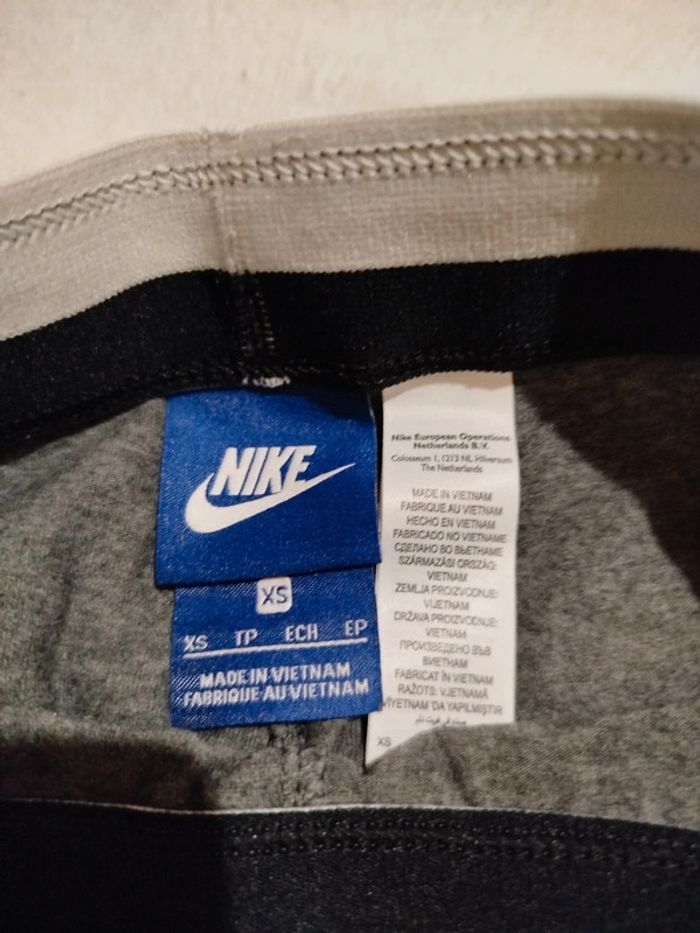 NIKE
XS
XS TP ECH EP
MADE IN VIETNAM
FABRIQUE AU VIETNAM
Nike European Operations
Netherlands B.V.
Colosseum 1, 1213 NL Hilversum
The Netherlands
MADE IN VIETNAM
FABRIQUE AU VIETNAM
HECHO EN VIETNAM
FABRICADO NO VIETNAME
СДЕЛАНО ВО ВЬЕТНАМЕ
SZÁRMAZÁSI ORSZÁG:
VIETNAM
ZEMLJA PROIZVODNJE:
VIJETNAM
DRŽAVA PROIZVODNJE:
VIETNAM
ПРОИЗВЕДЕНО ВЪВ
ВИЕТНАМ
FABRICAT ÎN VIETNAM
RAŽOTS: VJETNAMĀ
VİYETNAM 'DA YAPILMIŞTIR
XS